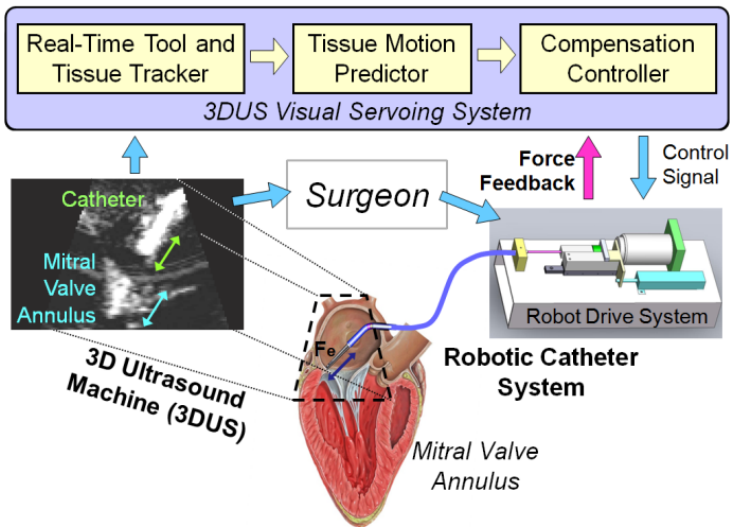 Real-Time Tool and
Tissue Tracker
Tissue Motion
Predictor
Compensation
Controller
3DUS Visual Servoing System
Force
Feedback
Control
Signal
Catheter
Mitral
Valve
Annulus
Surgeon
Robot Drive System
Fe
3D Ultrasound
Machine (3DUS)
Robotic Catheter
System
Mitral Valve
Annulus